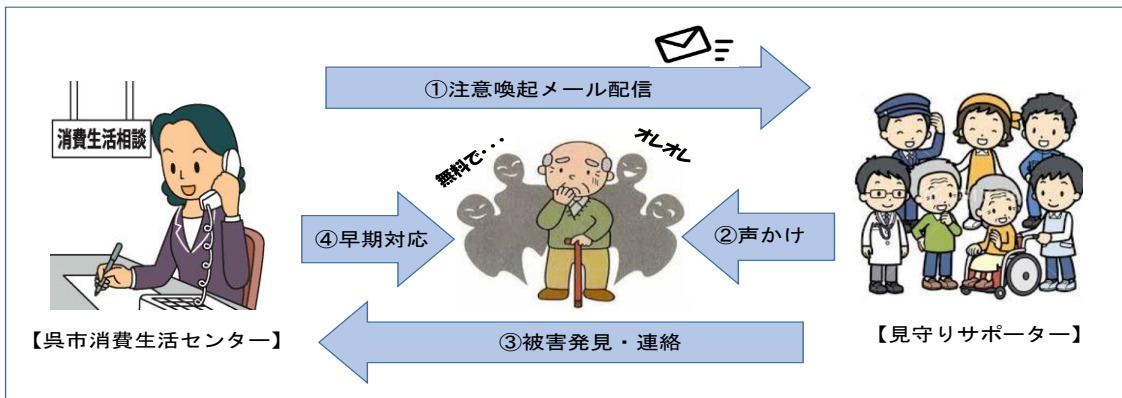 ①注意喚起メール配信
消費生活相談
無料で・・・
オレオレ
④早期対応
②声かけ
③被害発見・連絡
【呉市消費生活センター】
【見守りサポーター】